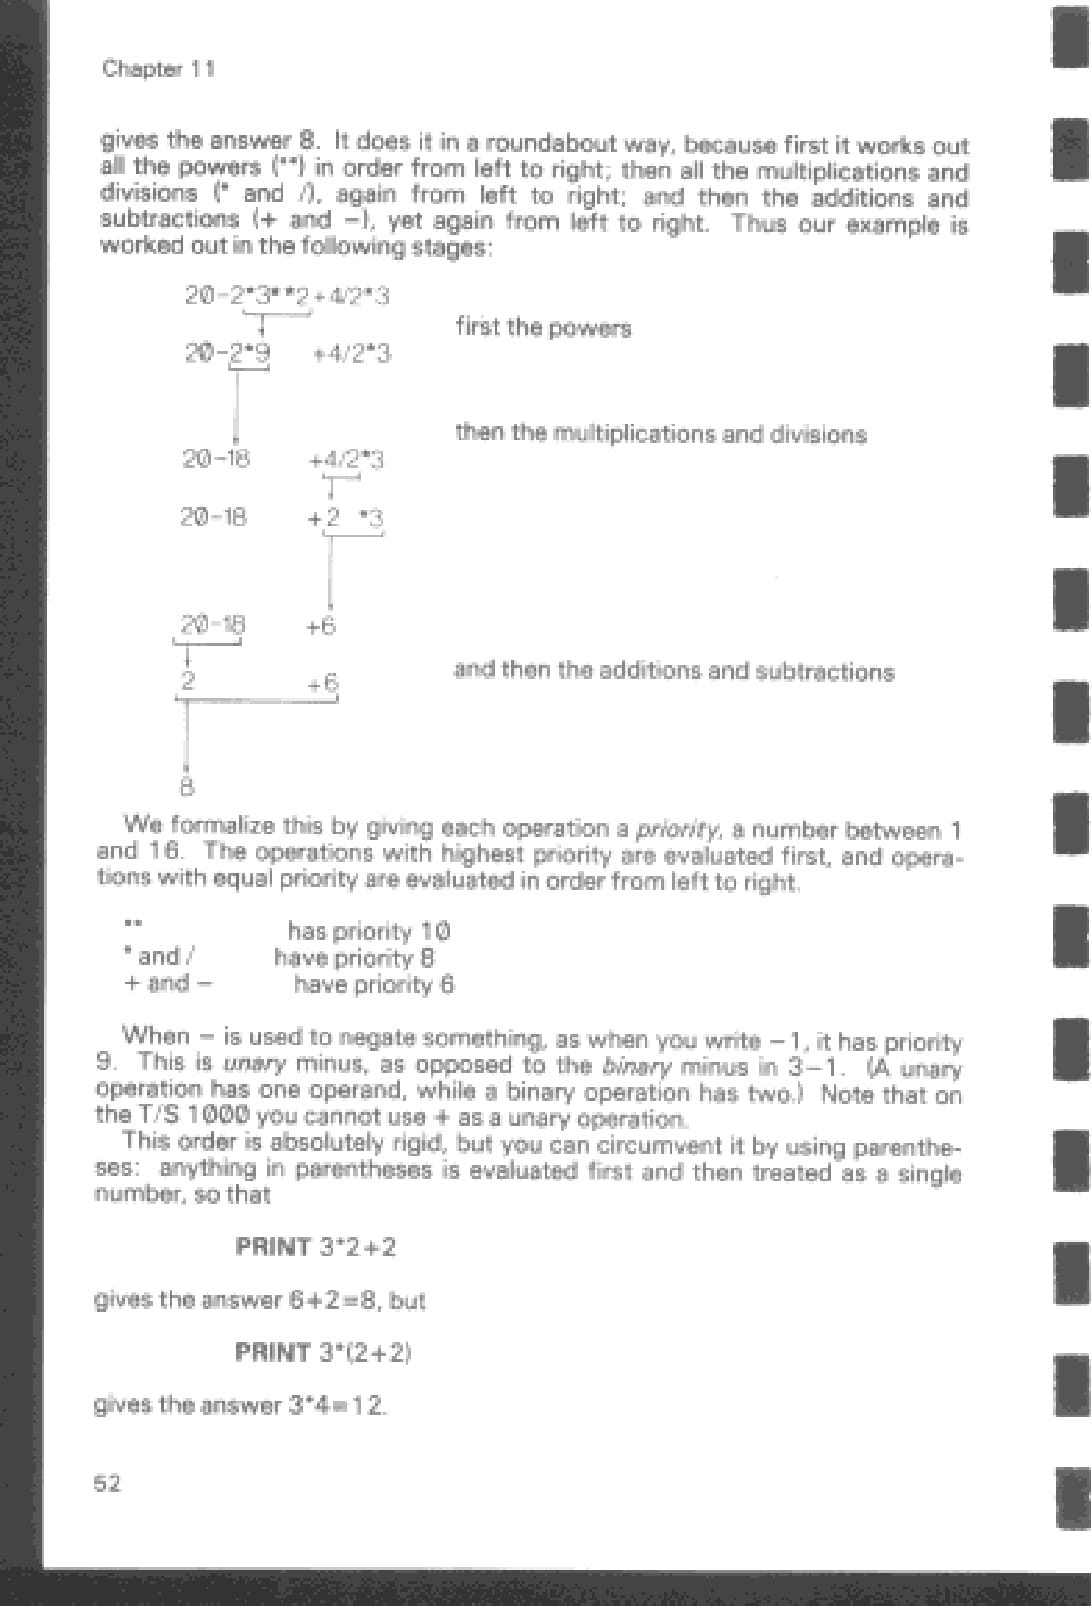 Chapter 11
gives the answer 8. It does it in a roundabout way, because first it works out
all the powers (**) in order from left to right; then all the multiplications and
divisions (* and /), again from left to right; and then the additions and
subtractions (+ and −), yet again from left to right. Thus our example is
worked out in the following stages:
20−2*3**2+4/2*3
first the powers
20−2*9 +4/2*3
then the multiplications and divisions
20−18 +4/2*3
20−18 +2 *3
20−18 +6
and then the additions and subtractions
2 +6
8
We formalize this by giving each operation a priority, a number between 1
and 16. The operations with highest priority are evaluated first, and opera-
tions with equal priority are evaluated in order from left to right.
** has priority 10
* and / have priority 8
+ and − have priority 6
When − is used to negate something, as when you write −1, it has priority
9. This is unary minus, as opposed to the binary minus in 3−1. (A unary
operation has one operand, while a binary operation has two.) Note that on
the T/S 1000 you cannot use + as a unary operation.
This order is absolutely rigid, but you can circumvent it by using parenthe-
ses: anything in parentheses is evaluated first and then treated as a single
number, so that
PRINT 3*2+2
gives the answer 6+2=8, but
PRINT 3*(2+2)
gives the answer 3*4=12.
52